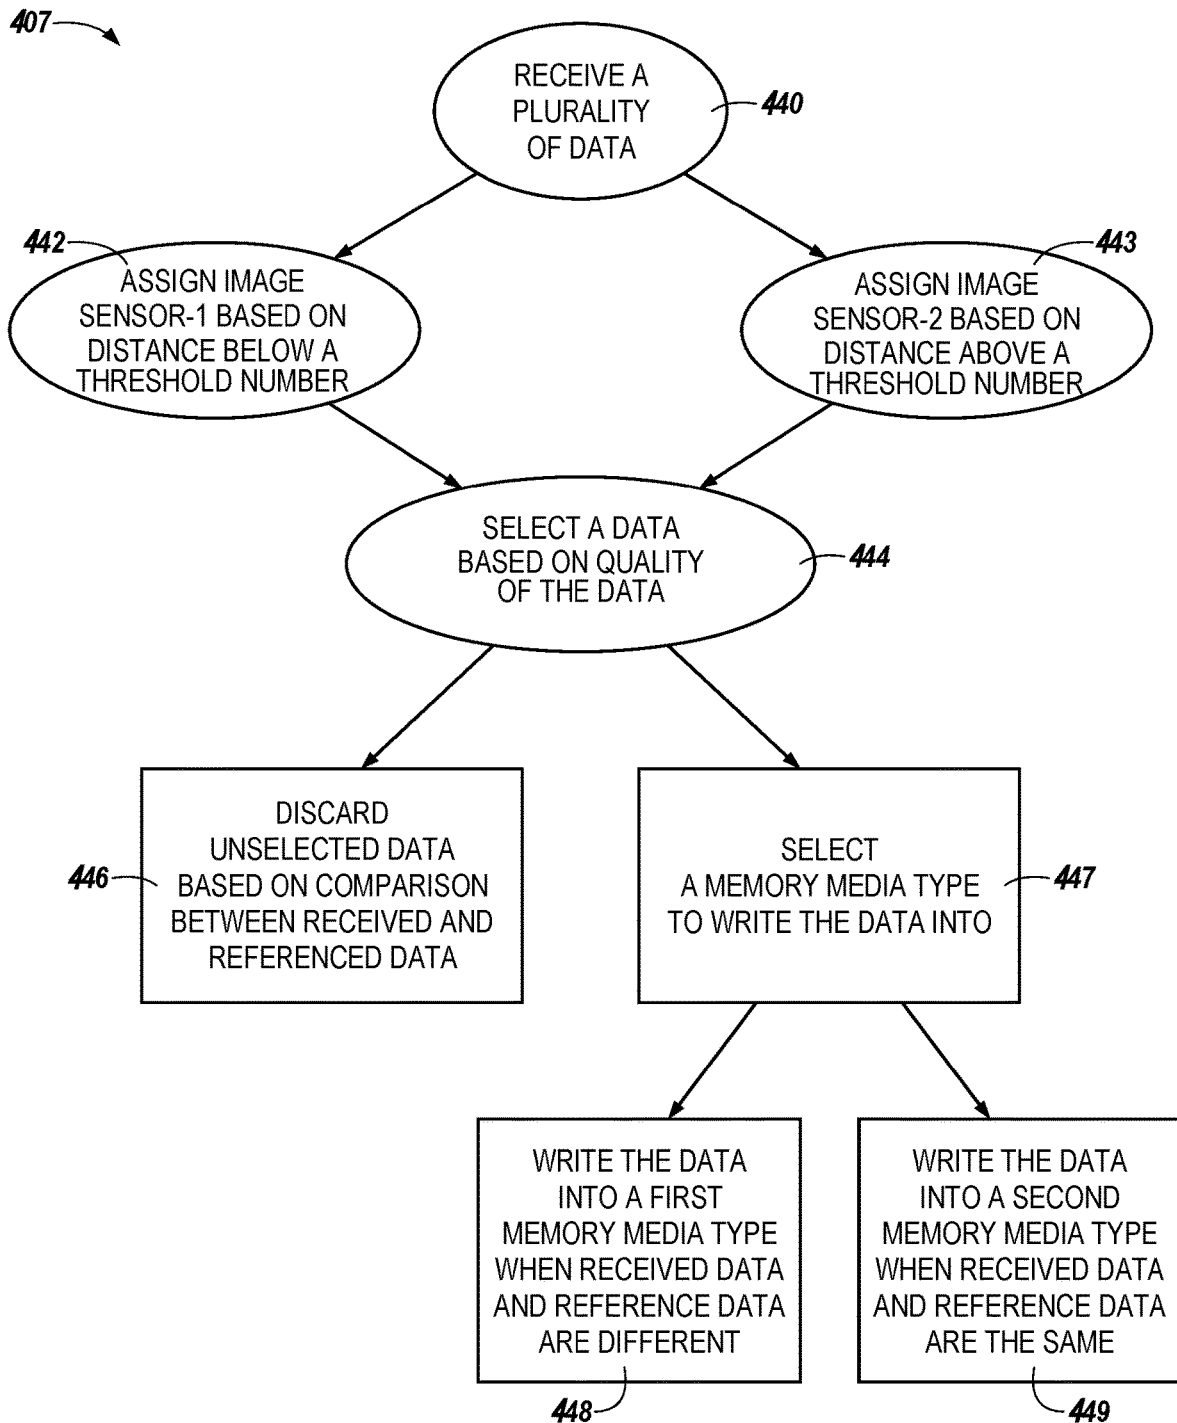 407
RECEIVE A
PLURALITY
OF DATA
440
442
ASSIGN IMAGE
SENSOR-1 BASED ON
DISTANCE BELOW A
THRESHOLD NUMBER
443
ASSIGN IMAGE
SENSOR-2 BASED ON
DISTANCE ABOVE A
THRESHOLD NUMBER
SELECT A DATA
BASED ON QUALITY
OF THE DATA
444
DISCARD
UNSELECTED DATA
BASED ON COMPARISON
BETWEEN RECEIVED AND
REFERENCED DATA
446
SELECT
A MEMORY MEDIA TYPE
TO WRITE THE DATA INTO
447
WRITE THE DATA
INTO A FIRST
MEMORY MEDIA TYPE
WHEN RECEIVED DATA
AND REFERENCE DATA
ARE DIFFERENT
448
WRITE THE DATA
INTO A SECOND
MEMORY MEDIA TYPE
WHEN RECEIVED DATA
AND REFERENCE DATA
ARE THE SAME
449